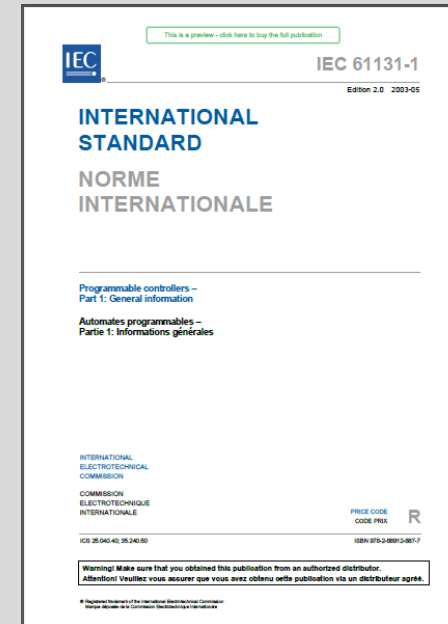 This is a preview - click here to buy the full publication
IEC
®
IEC 61131-1
Edition 2.0 2003-05
INTERNATIONAL
STANDARD
NORME
INTERNATIONALE
Programmable controllers –
Part 1: General information
Automates programmables –
Partie 1: Informations générales
INTERNATIONAL
ELECTROTECHNICAL
COMMISSION
COMMISSION
ELECTROTECHNIQUE
INTERNATIONALE
PRICE CODE
CODE PRIX
R
ICS 25.040.40; 35.240.50
ISBN 978-2-88912-567-7
Warning! Make sure that you obtained this publication from an authorized distributor.
Attention! Veuillez vous assurer que vous avez obtenu cette publication via un distributeur agréé.
® Registered trademark of the International Electrotechnical Commission
Marque déposée de la Commission Electrotechnique Internationale